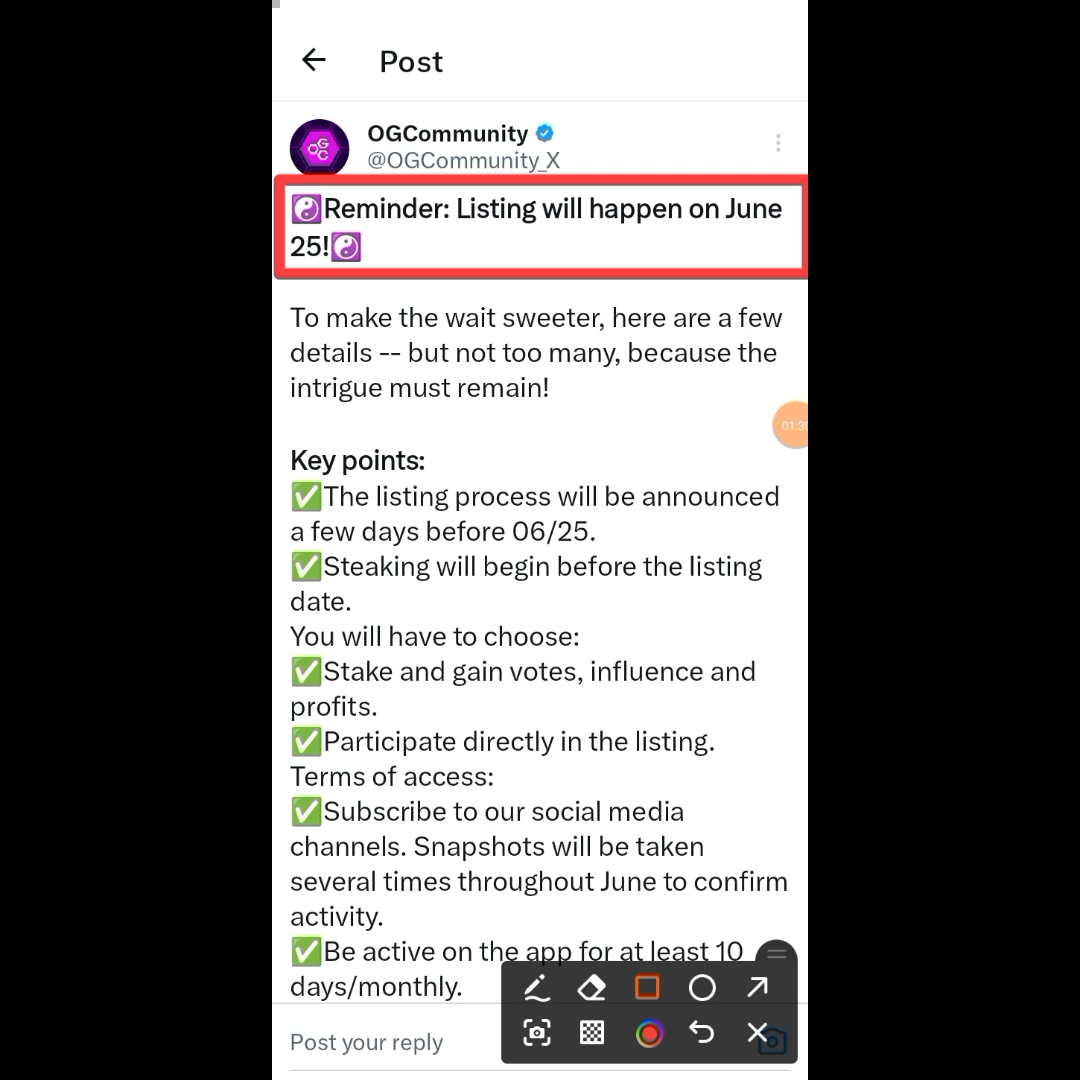 Post
OGCommunity
@OGCommunity_X
☯️Reminder: Listing will happen on June
25!☯️
To make the wait sweeter, here are a few
details -- but not too many, because the
intrigue must remain!
Key points:
✅The listing process will be announced
a few days before 06/25.
✅Steaking will begin before the listing
date.
You will have to choose:
✅Stake and gain votes, influence and
profits.
✅Participate directly in the listing.
Terms of access:
✅Subscribe to our social media
channels. Snapshots will be taken
several times throughout June to confirm
activity.
✅Be active on the app for at least 10
days/monthly.
Post your reply